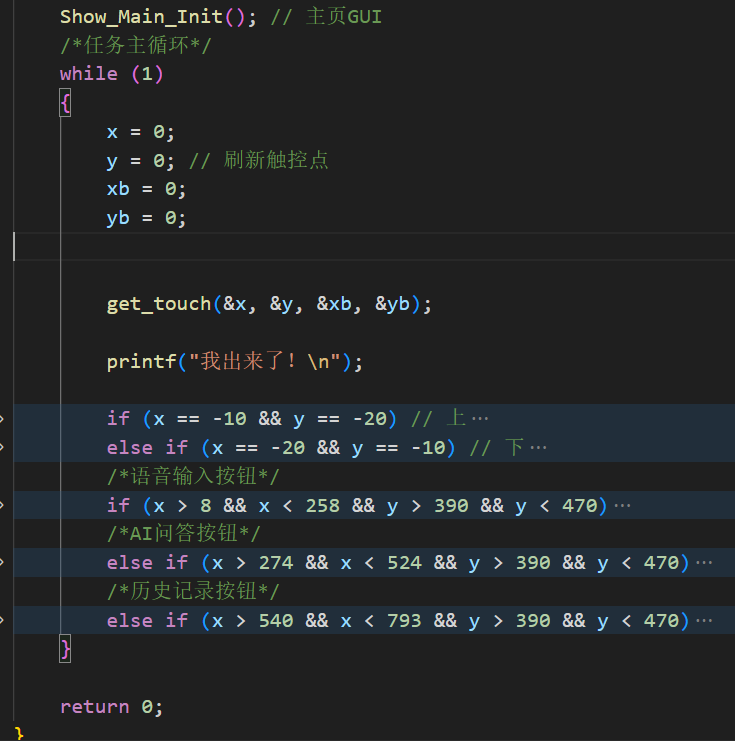 Show_Main_Init(); // 主页GUI
/*任务主循环*/
while (1)
{
x = 0;
y = 0; // 刷新触控点
xb = 0;
yb = 0;
get_touch(&x, &y, &xb, &yb);
printf("我出来了! \n");
if (x == -10 && y == -20) // 上…
else if (x == -20 && y == -10) // 下…
/*语音输入按钮*/
if (x > 8 && x < 258 && y > 390 && y < 470)…
/*AI问答按钮*/
else if (x > 274 && x < 524 && y > 390 && y < 470)…
/*历史记录按钮*/
else if (x > 540 && x < 793 && y > 390 && y < 470)…
}
return 0;
}